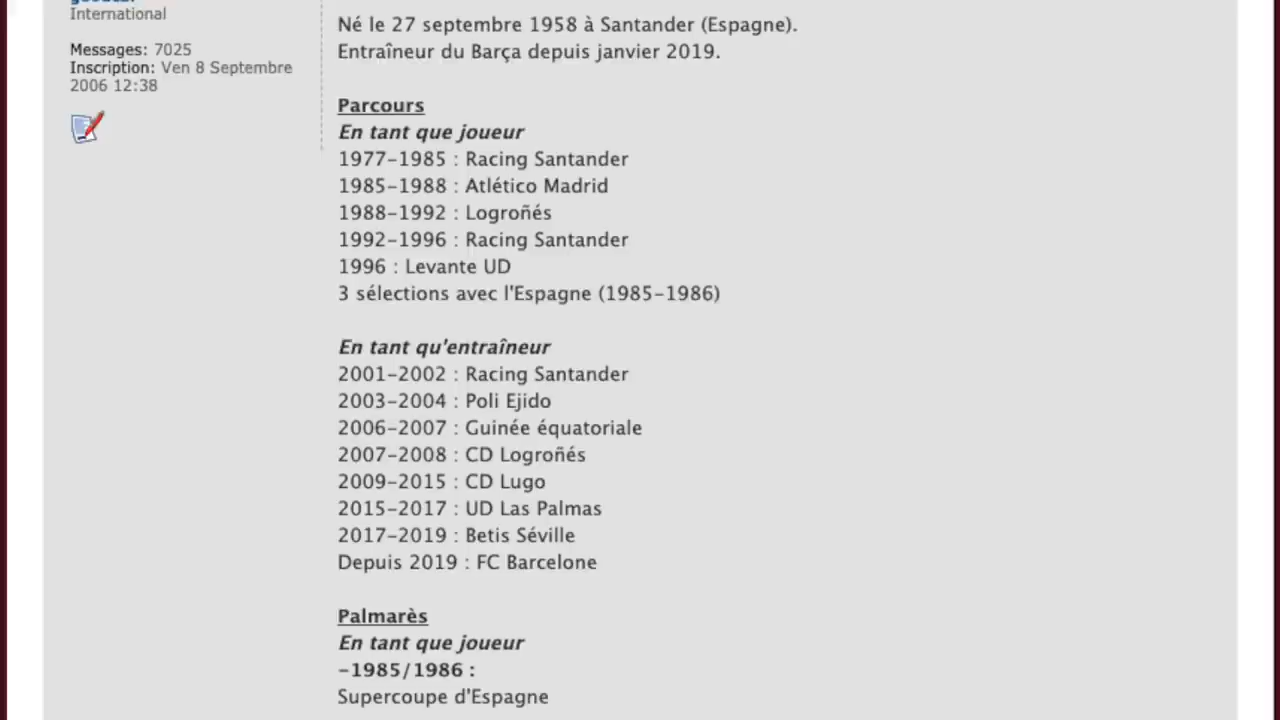 International
Messages: 7025
Inscription: Ven 8 Septembre
2006 12:38
Né le 27 septembre 1958 à Santander (Espagne).
Entraîneur du Barça depuis janvier 2019.
Parcours
En tant que joueur
1977-1985 : Racing Santander
1985-1988 : Atlético Madrid
1988-1992 : Logroñés
1992-1996 : Racing Santander
1996 : Levante UD
3 sélections avec l'Espagne (1985-1986)
En tant qu'entraîneur
2001-2002 : Racing Santander
2003-2004 : Poli Ejido
2006-2007 : Guinée équatoriale
2007-2008 : CD Logroñés
2009-2015 : CD Lugo
2015-2017 : UD Las Palmas
2017-2019 : Betis Séville
Depuis 2019 : FC Barcelone
Palmarès
En tant que joueur
-1985/1986 :
Supercoupe d'Espagne